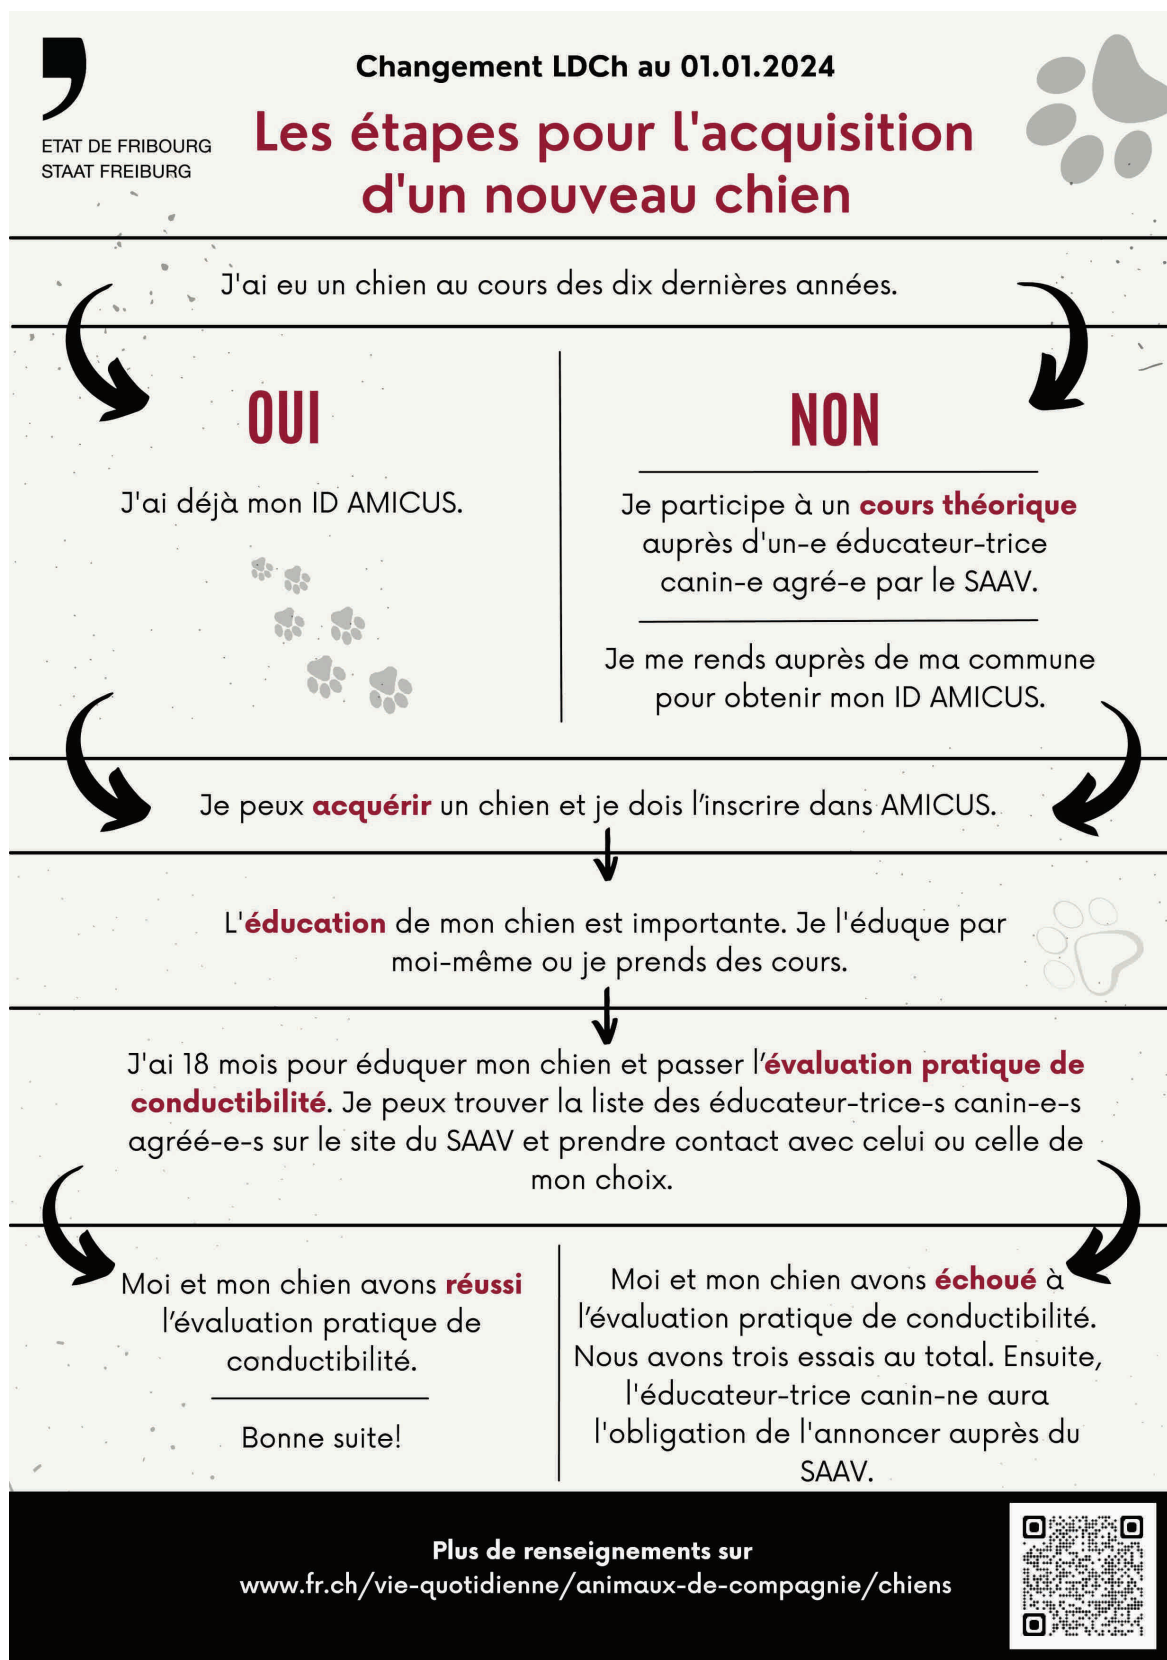 Changement LDCh au 01.01.2024
ETAT DE FRIBOURG
STAAT FREIBURG
Les étapes pour l'acquisition
d'un nouveau chien
J'ai eu un chien au cours des dix dernières années.
OUI
J'ai déjà mon ID AMICUS.
NON
Je participe à un cours théorique
auprès d'un-e éducateur-trice
canin-e agré-e par le SAAV.
Je me rends auprès de ma commune
pour obtenir mon ID AMICUS.
Je peux acquérir un chien et je dois l’inscrire dans AMICUS.
L'éducation de mon chien est importante. Je l'éduque par
moi-même ou je prends des cours.
J'ai 18 mois pour éduquer mon chien et passer l’évaluation pratique de
conductibilité. Je peux trouver la liste des éducateur-trice-s canin-e-s
agréé-e-s sur le site du SAAV et prendre contact avec celui ou celle de
mon choix.
Moi et mon chien avons réussi
l’évaluation pratique de
conductibilité.
Bonne suite!
Moi et mon chien avons échoué à
l’évaluation pratique de conductibilité.
Nous avons trois essais au total. Ensuite,
l'éducateur-trice canin-ne aura
l'obligation de l'annoncer auprès du
SAAV.
Plus de renseignements sur
www.fr.ch/vie-quotidienne/animaux-de-compagnie/chiens